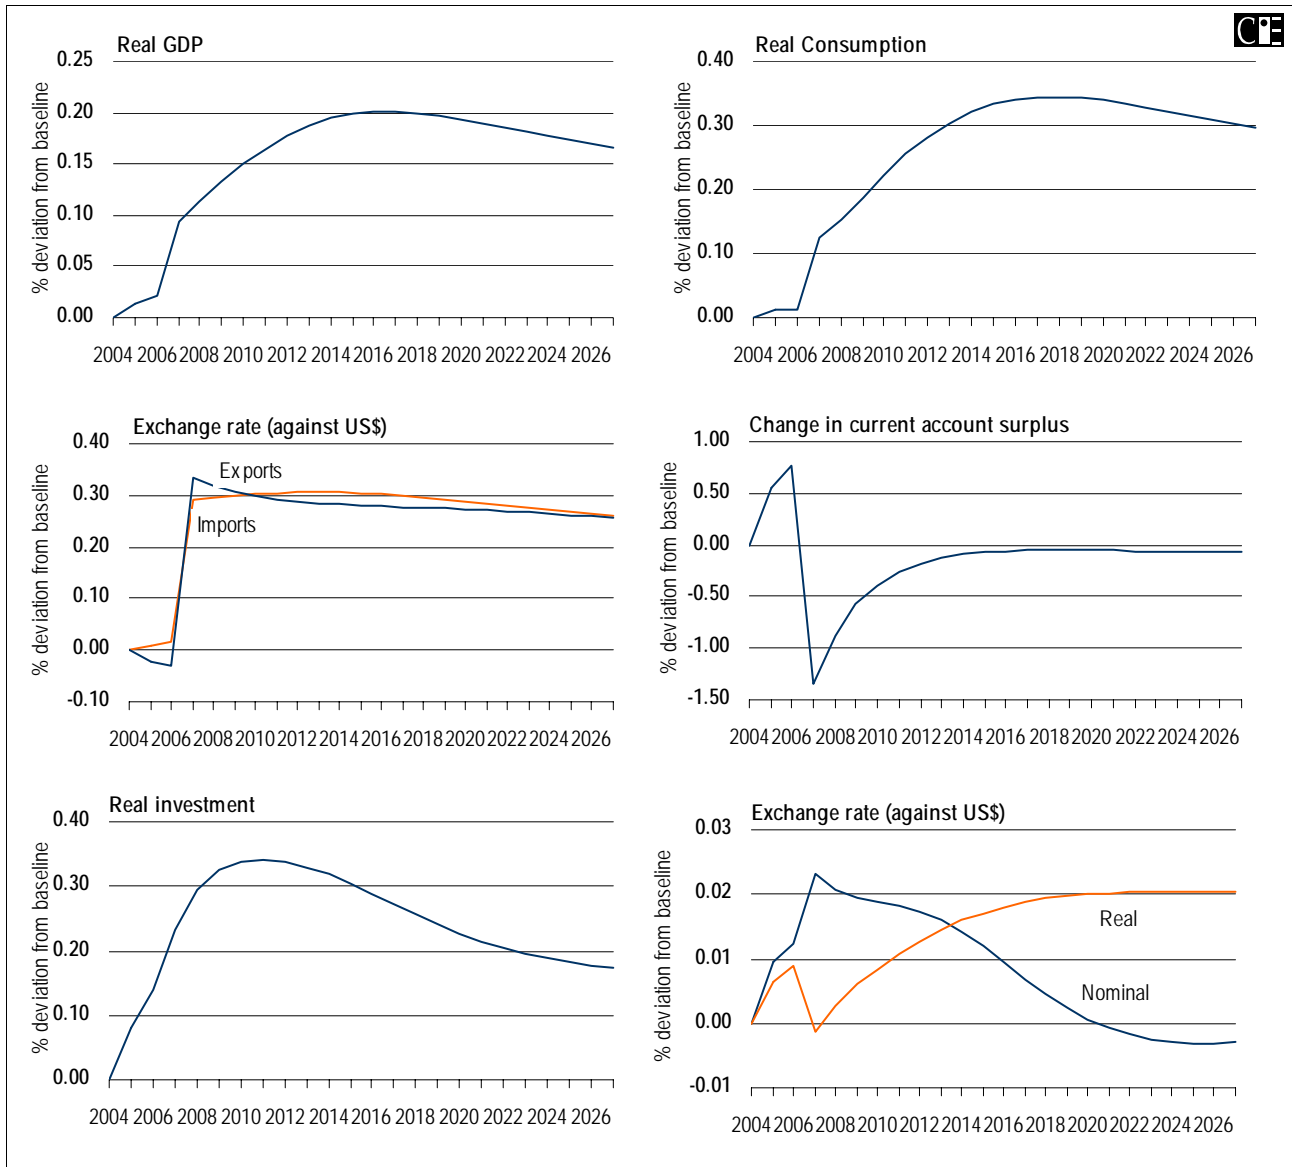 CIE
Real GDP
% deviation from baseline
0.25
0.20
0.15
0.10
0.05
0.00
2004 2006 2008 2010 2012 2014 2016 2018 2020 2022 2024 2026
Real Consumption
% deviation from baseline
0.40
0.30
0.20
0.10
0.00
2004 2006 2008 2010 2012 2014 2016 2018 2020 2022 2024 2026
Exchange rate (against US$)
% deviation from baseline
0.40
0.30
0.20
0.10
0.00
-0.10
Exports
Imports
2004 2006 2008 2010 2012 2014 2016 2018 2020 2022 2024 2026
Change in current account surplus
% deviation from baseline
1.00
0.50
0.00
-0.50
-1.00
-1.50
2004 2006 2008 2010 2012 2014 2016 2018 2020 2022 2024 2026
Real investment
% deviation from baseline
0.40
0.30
0.20
0.10
0.00
2004 2006 2008 2010 2012 2014 2016 2018 2020 2022 2024 2026
Exchange rate (against US$)
% deviation from baseline
0.03
0.02
0.01
0.00
-0.01
Real
Nominal
2004 2006 2008 2010 2012 2014 2016 2018 2020 2022 2024 2026